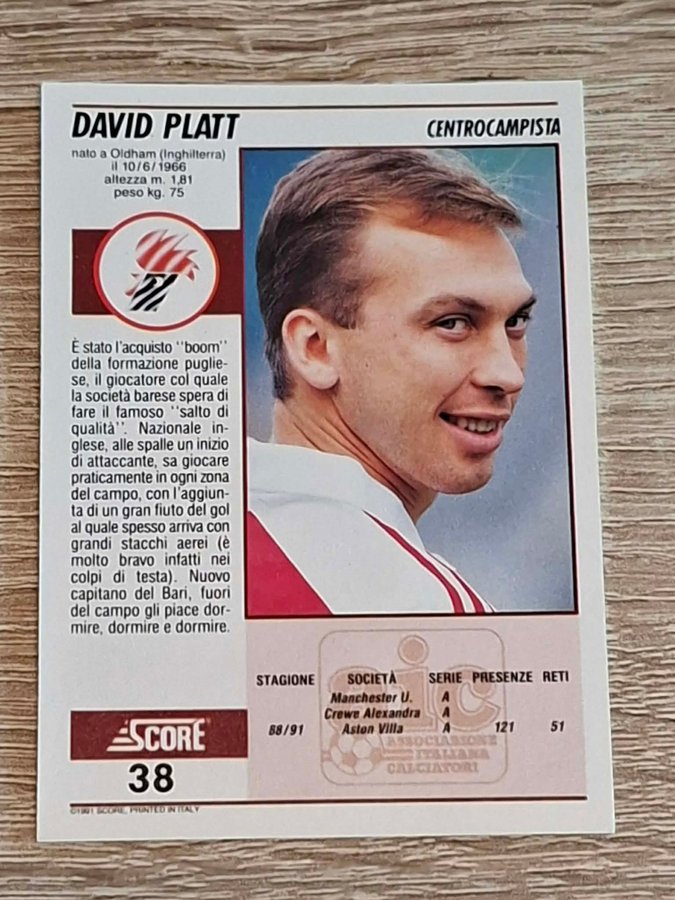 DAVID PLATT
CENTROCAMPISTA
nato a Oldham (Inghilterra)
il 10/6/1966
altezza m. 1,81
peso kg. 75
È stato l'acquisto "boom"
della formazione puglie-
se, il giocatore col quale
la società barese spera di
fare il famoso "salto di
qualità". Nazionale in-
glese, alle spalle un inizio
di attaccante, sa giocare
praticamente in ogni zona
del campo, con l'aggiun-
ta di un gran fiuto del gol
al quale spesso arriva con
grandi stacchi aerei (è
molto bravo infatti nei
colpi di testa). Nuovo
capitano del Bari, fuori
del campo gli piace dor-
mire, dormire e dormire.
STAGIONE SOCIETÀ SERIE PRESENZE RETI
Manchester U. A
Crewe Alexandra A
88/91 Aston Villa A 121 51
aic
ASSOCIAZIONE
ITALIANA
CALCIATORI
SCORE
38
©1991 SCORE, PRINTED IN ITALY